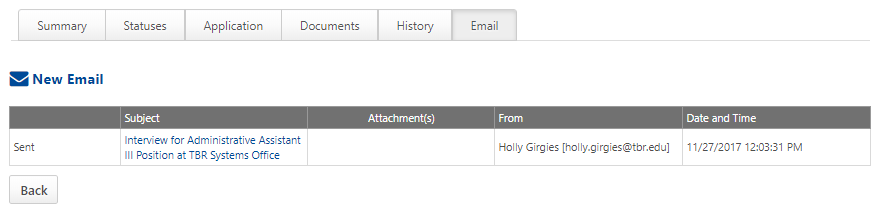 Summary Statuses Application Documents History Email
New Email
Subject Attachment(s) From Date and Time
Sent Interview for Administrative Assistant III Position at TBR Systems Office Holly Girgies [holly.girgies@tbr.edu] 11/27/2017 12:03:31 PM
Back